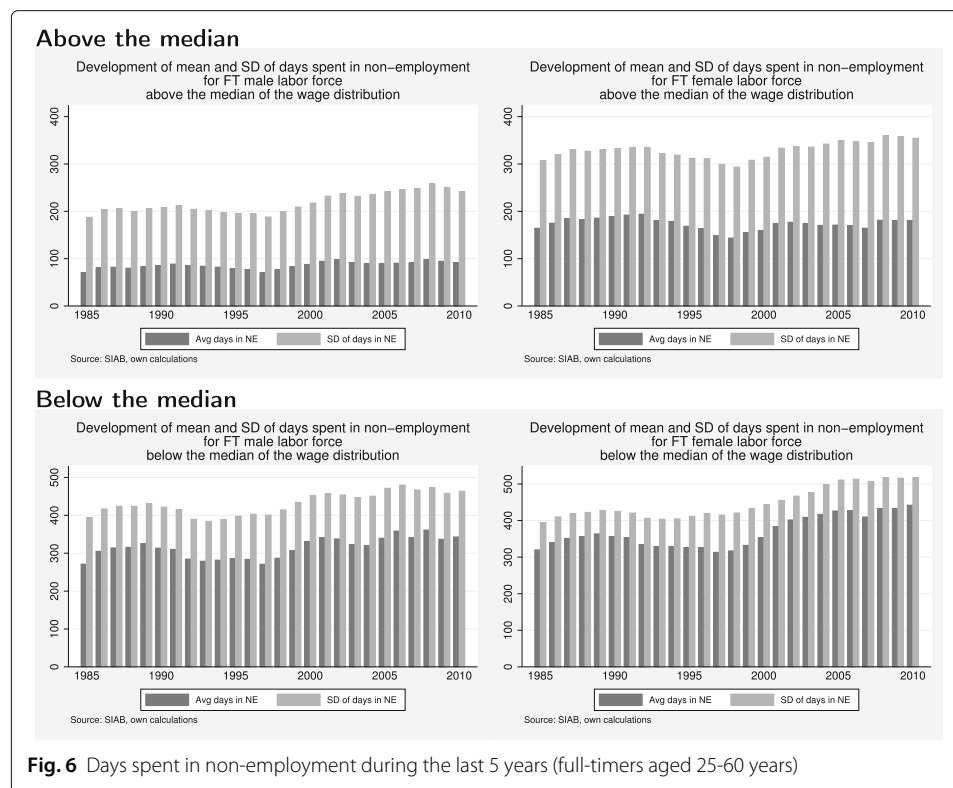 Above the median
Development of mean and SD of days spent in non−employment
for FT male labor force
above the median of the wage distribution
400
300
200
100
0
1985 1990 1995 2000 2005 2010
Avg days in NE SD of days in NE
Source: SIAB, own calculations
Development of mean and SD of days spent in non−employment
for FT female labor force
above the median of the wage distribution
400
300
200
100
0
1985 1990 1995 2000 2005 2010
Avg days in NE SD of days in NE
Source: SIAB, own calculations
Below the median
Development of mean and SD of days spent in non−employment
for FT male labor force
below the median of the wage distribution
500
400
300
200
100
0
1985 1990 1995 2000 2005 2010
Avg days in NE SD of days in NE
Source: SIAB, own calculations
Development of mean and SD of days spent in non−employment
for FT female labor force
below the median of the wage distribution
500
400
300
200
100
0
1985 1990 1995 2000 2005 2010
Avg days in NE SD of days in NE
Source: SIAB, own calculations
Fig. 6 Days spent in non-employment during the last 5 years (full-timers aged 25-60 years)